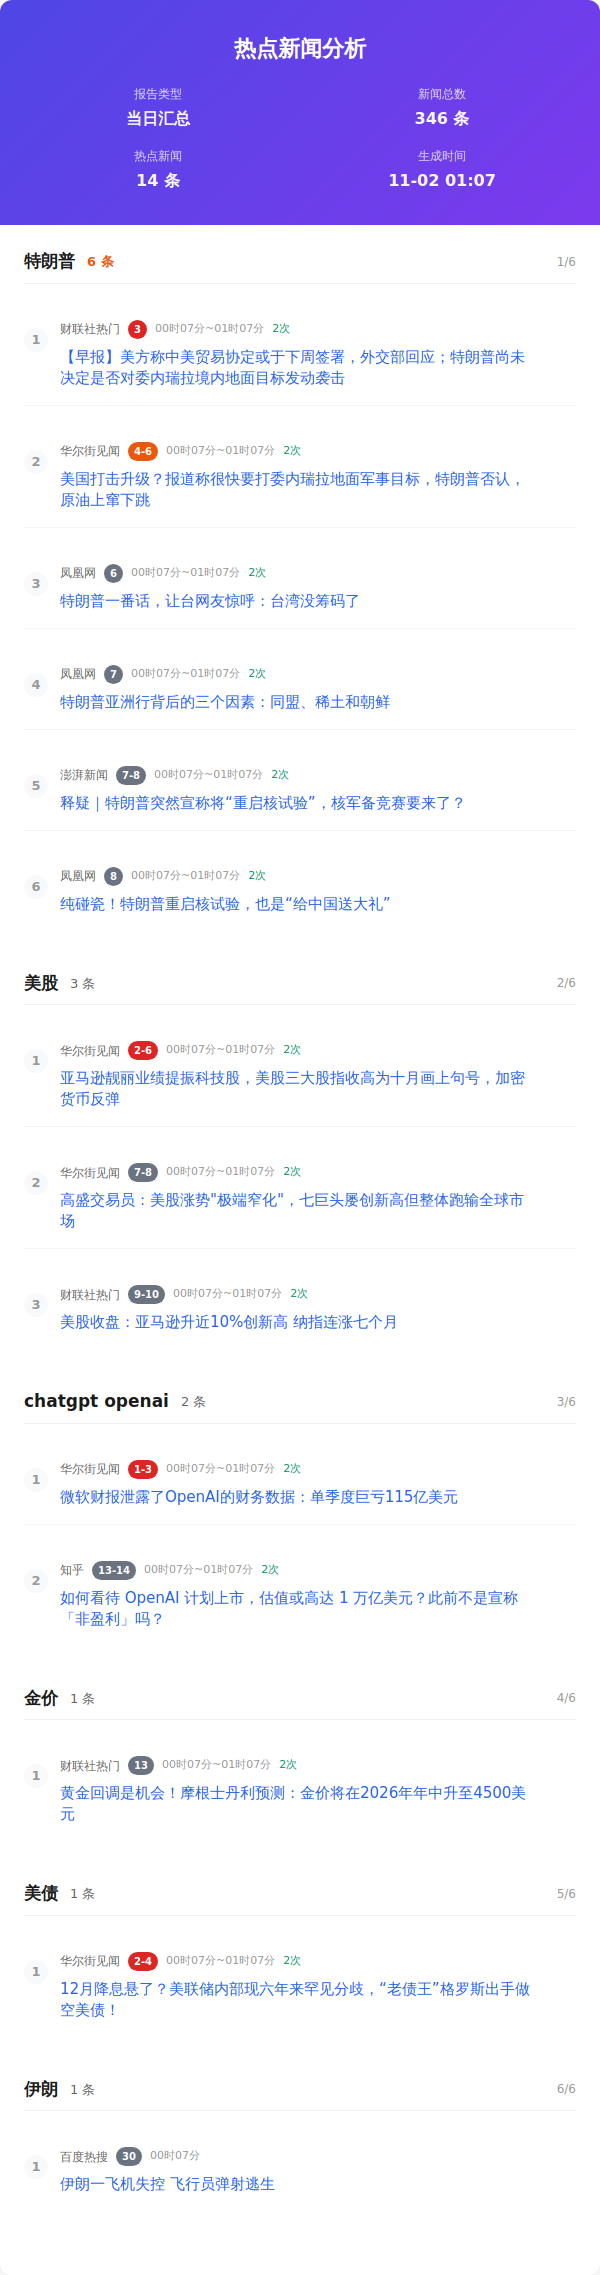 热点新闻分析
报告类型
新闻总数
当日汇总
346 条
热点新闻
生成时间
14 条
11-02 01:07
特朗普 6 条 1/6
1
财联社热门 3 00时07分~01时07分 2次
【早报】美方称中美贸易协定或于下周签署，外交部回应；特朗普尚未
决定是否对委内瑞拉境内地面目标发动袭击
2
华尔街见闻 4-6 00时07分~01时07分 2次
美国打击升级？报道称很快要打委内瑞拉地面军事目标，特朗普否认，
原油上窜下跳
3
凤凰网 6 00时07分~01时07分 2次
特朗普一番话，让台网友惊呼：台湾没筹码了
4
凤凰网 7 00时07分~01时07分 2次
特朗普亚洲行背后的三个因素：同盟、稀土和朝鲜
5
澎湃新闻 7-8 00时07分~01时07分 2次
释疑｜特朗普突然宣称将“重启核试验”，核军备竞赛要来了？
6
凤凰网 8 00时07分~01时07分 2次
纯碰瓷！特朗普重启核试验，也是“给中国送大礼”
美股 3 条 2/6
1
华尔街见闻 2-6 00时07分~01时07分 2次
亚马逊靓丽业绩提振科技股，美股三大股指收高为十月画上句号，加密
货币反弹
2
华尔街见闻 7-8 00时07分~01时07分 2次
高盛交易员：美股涨势"极端窄化"，七巨头屡创新高但整体跑输全球市
场
3
财联社热门 9-10 00时07分~01时07分 2次
美股收盘：亚马逊升近10%创新高 纳指连涨七个月
chatgpt openai 2 条 3/6
1
华尔街见闻 1-3 00时07分~01时07分 2次
微软财报泄露了OpenAI的财务数据：单季度巨亏115亿美元
2
知乎 13-14 00时07分~01时07分 2次
如何看待 OpenAI 计划上市，估值或高达 1 万亿美元？此前不是宣称
「非盈利」吗？
金价 1 条 4/6
1
财联社热门 13 00时07分~01时07分 2次
黄金回调是机会！摩根士丹利预测：金价将在2026年年中升至4500美
元
美债 1 条 5/6
1
华尔街见闻 2-4 00时07分~01时07分 2次
12月降息悬了？美联储内部现六年来罕见分歧，“老债王”格罗斯出手做
空美债！
伊朗 1 条 6/6
1
百度热搜 30 00时07分
伊朗一飞机失控 飞行员弹射逃生